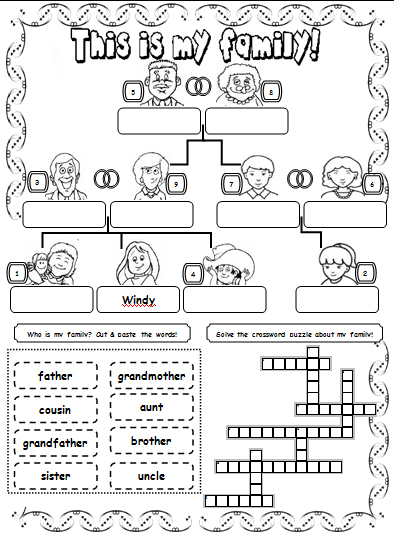 This is my family!
5
8
3
9
7
6
1
4
2
Windy
Who is my family? Cut & paste the words!
Solve the crossword puzzle about my family!
father
grandmother
cousin
aunt
grandfather
brother
sister
uncle